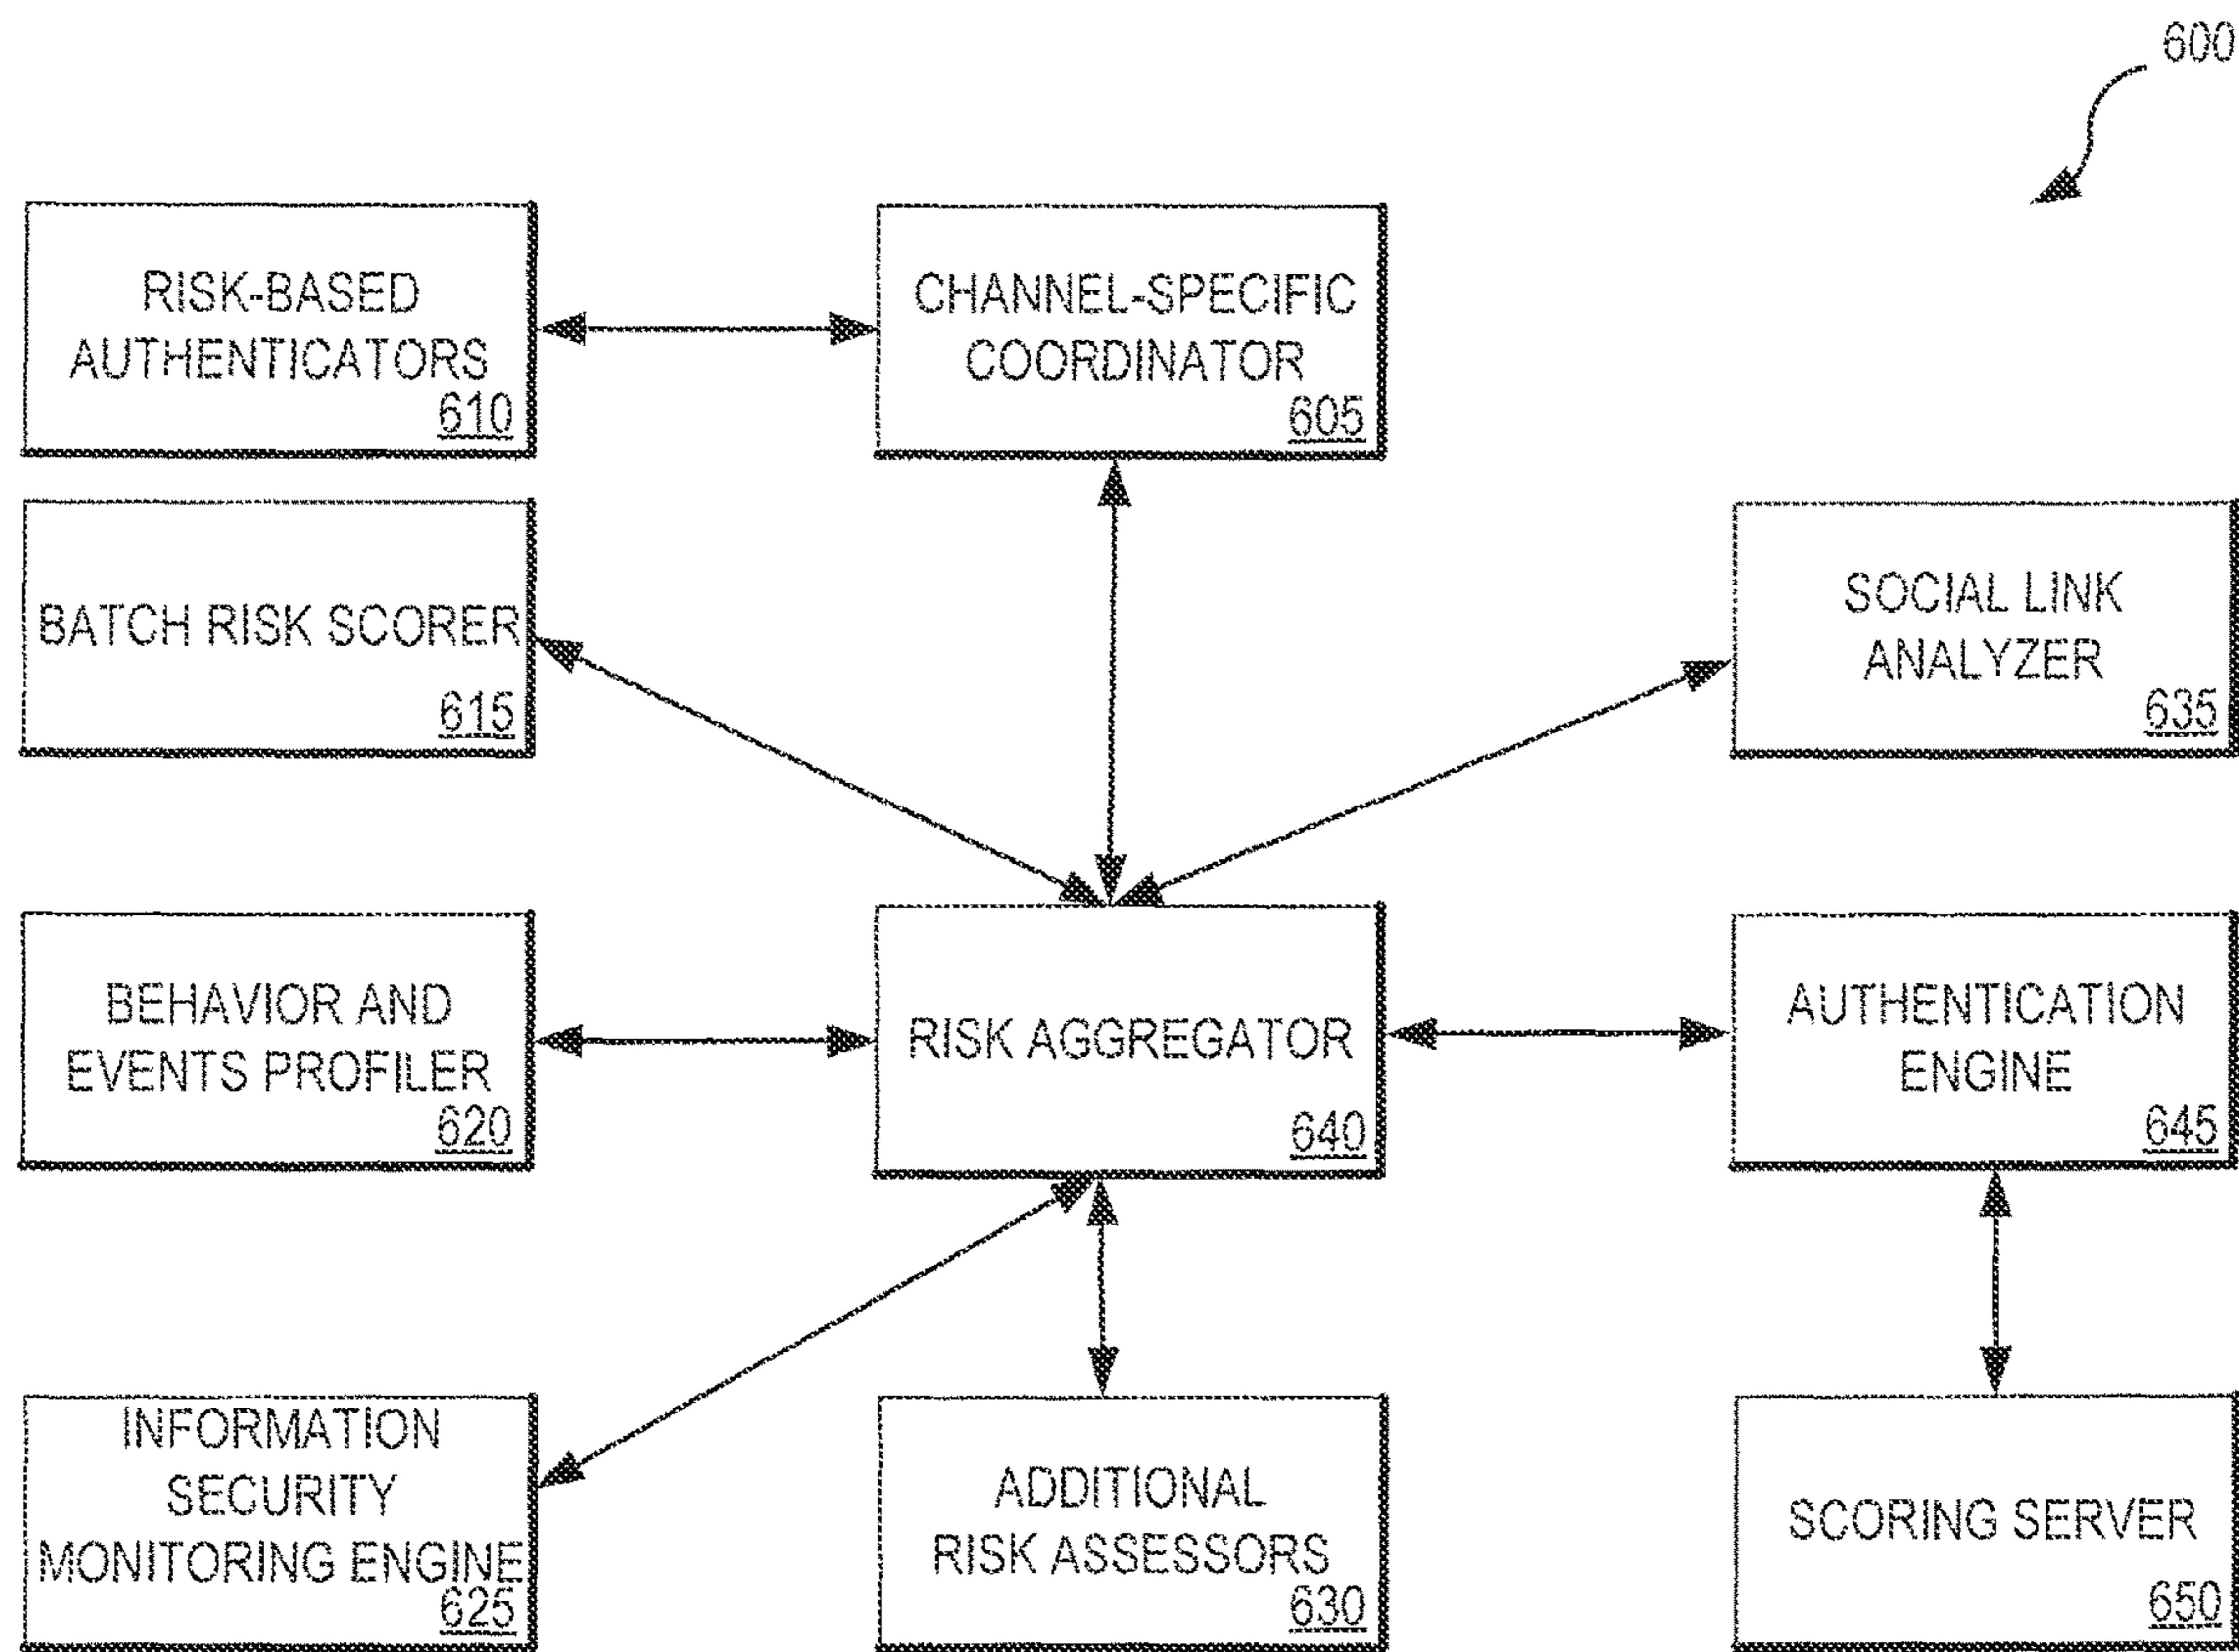 600
RISK-BASED
AUTHENTICATORS
610
CHANNEL-SPECIFIC
COORDINATOR
605
BATCH RISK SCORER
615
SOCIAL LINK
ANALYZER
635
BEHAVIOR AND
EVENTS PROFILER
620
RISK AGGREGATOR
640
AUTHENTICATION
ENGINE
645
INFORMATION
SECURITY
MONITORING ENGINE
625
ADDITIONAL
RISK ASSESSORS
630
SCORING SERVER
650